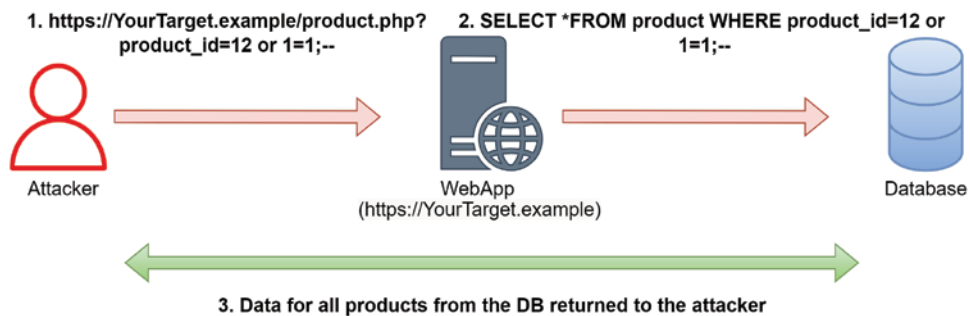 1. https://YourTarget.example/product.php?
product_id=12 or 1=1;--
2. SELECT *FROM product WHERE product_id=12 or
1=1;--
Attacker
WebApp
(https://YourTarget.example)
Database
3. Data for all products from the DB returned to the attacker